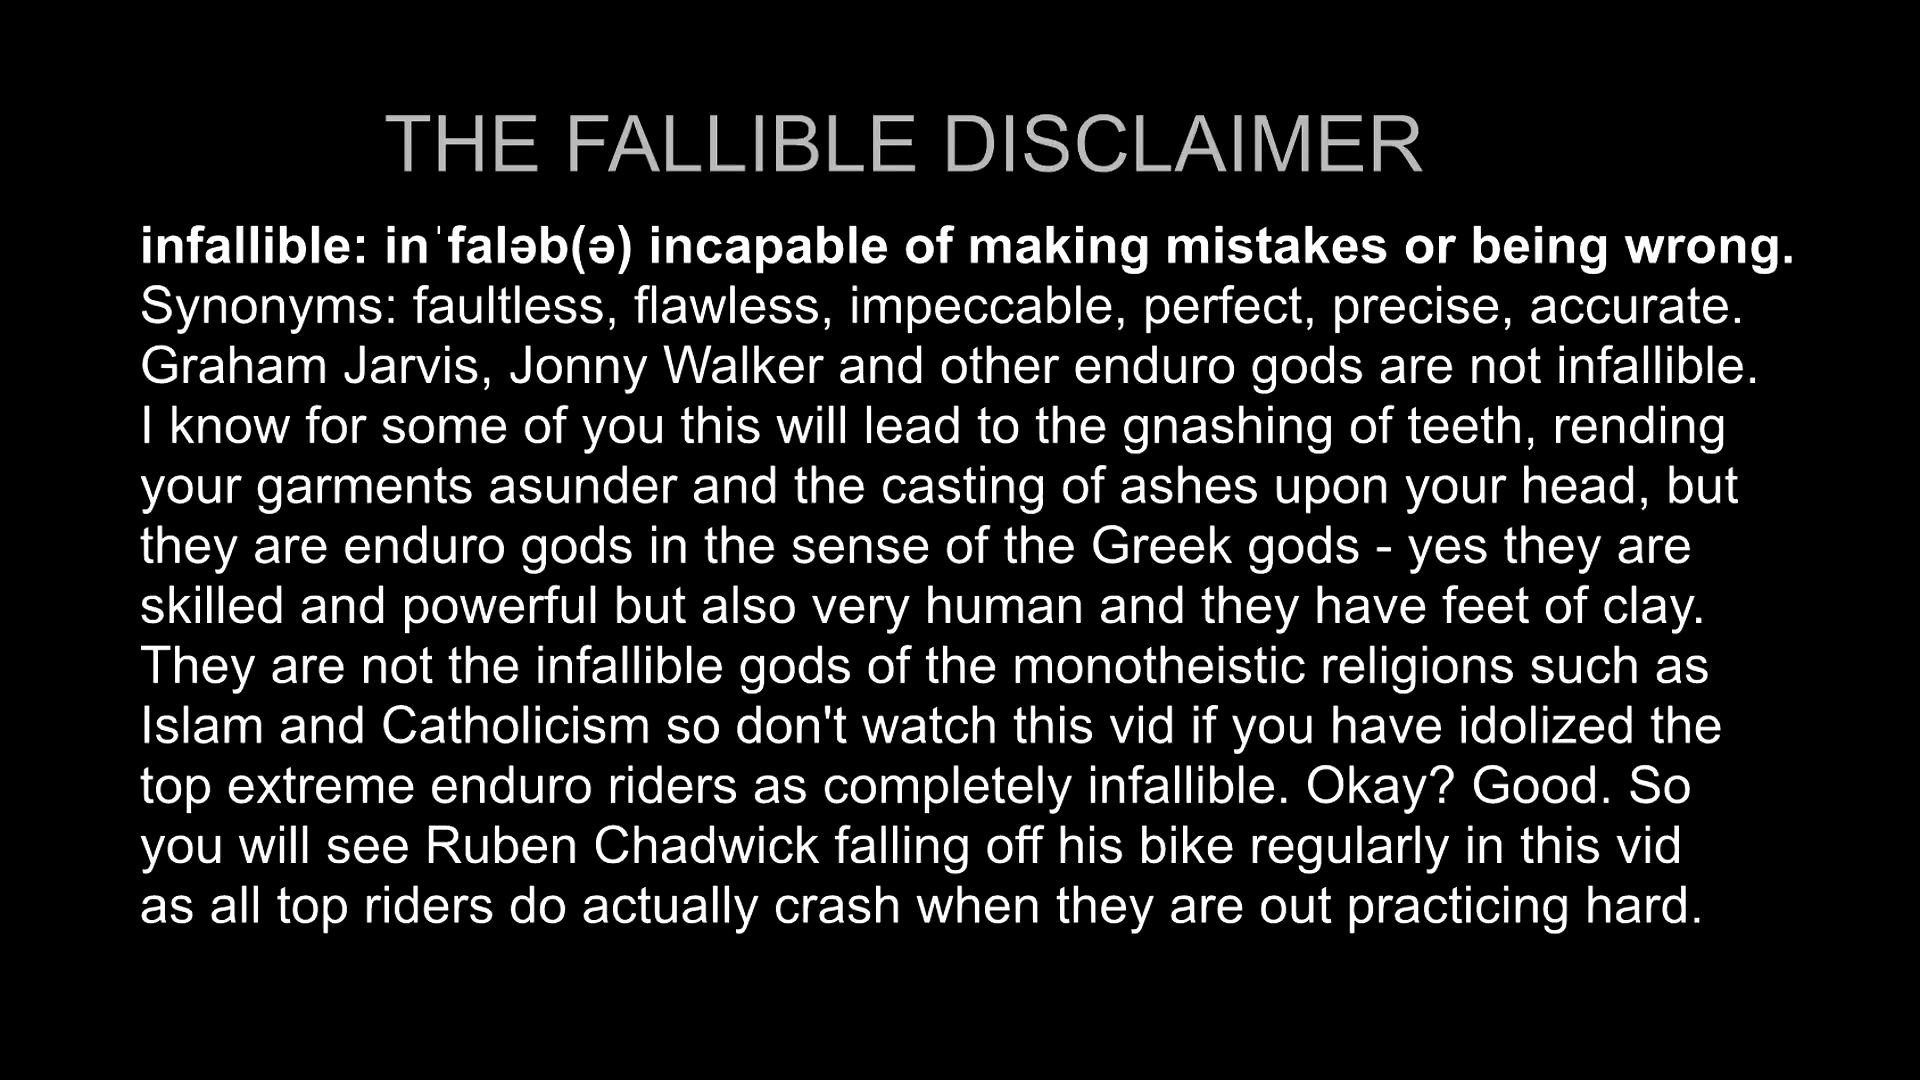 THE FALLIBLE DISCLAIMER
infallible: inˈfaləb(ə) incapable of making mistakes or being wrong.
Synonyms: faultless, flawless, impeccable, perfect, precise, accurate.
Graham Jarvis, Jonny Walker and other enduro gods are not infallible.
I know for some of you this will lead to the gnashing of teeth, rending
your garments asunder and the casting of ashes upon your head, but
they are enduro gods in the sense of the Greek gods - yes they are
skilled and powerful but also very human and they have feet of clay.
They are not the infallible gods of the monotheistic religions such as
Islam and Catholicism so don't watch this vid if you have idolized the
top extreme enduro riders as completely infallible. Okay? Good. So
you will see Ruben Chadwick falling off his bike regularly in this vid
as all top riders do actually crash when they are out practicing hard.